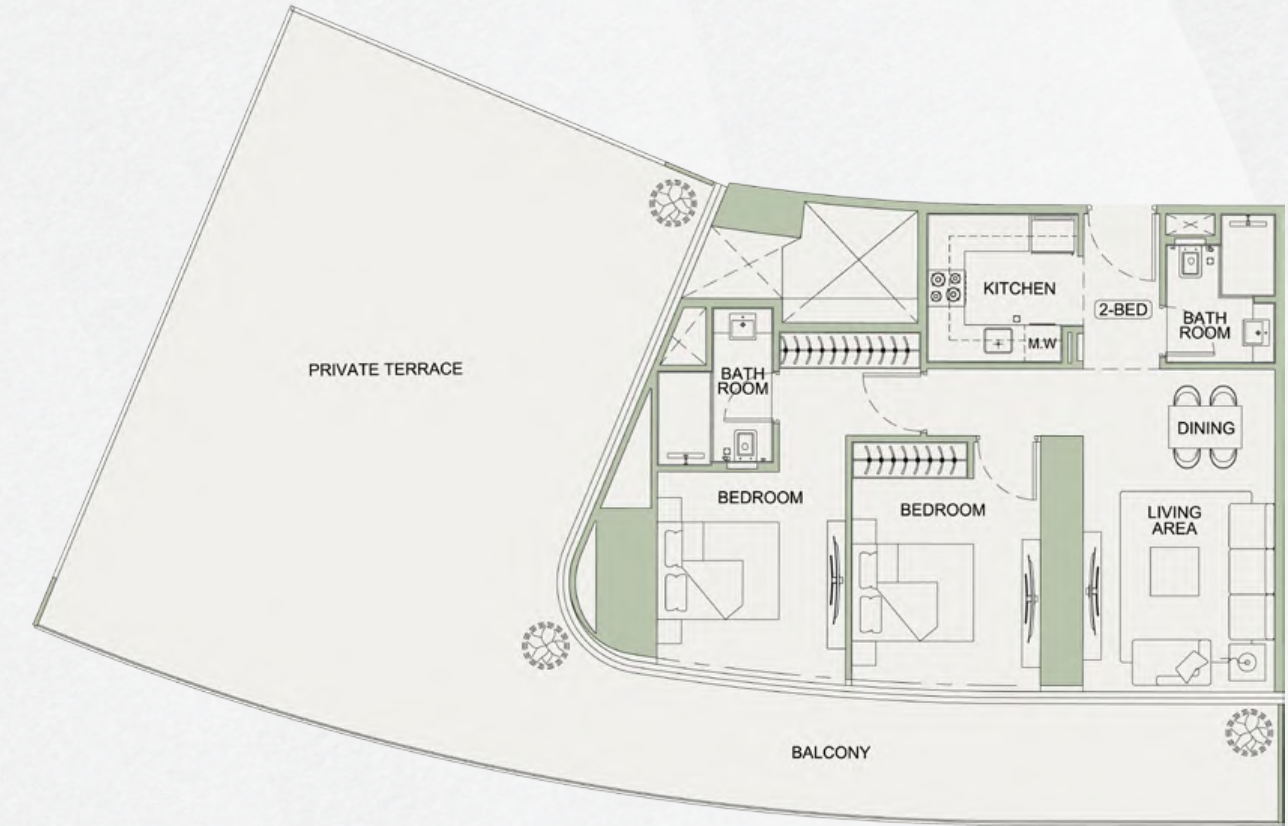 KITCHEN
2-BED
BATH
ROOM
M.W
PRIVATE TERRACE
BATH
ROOM
DINING
BEDROOM
BEDROOM
LIVING
AREA
BALCONY